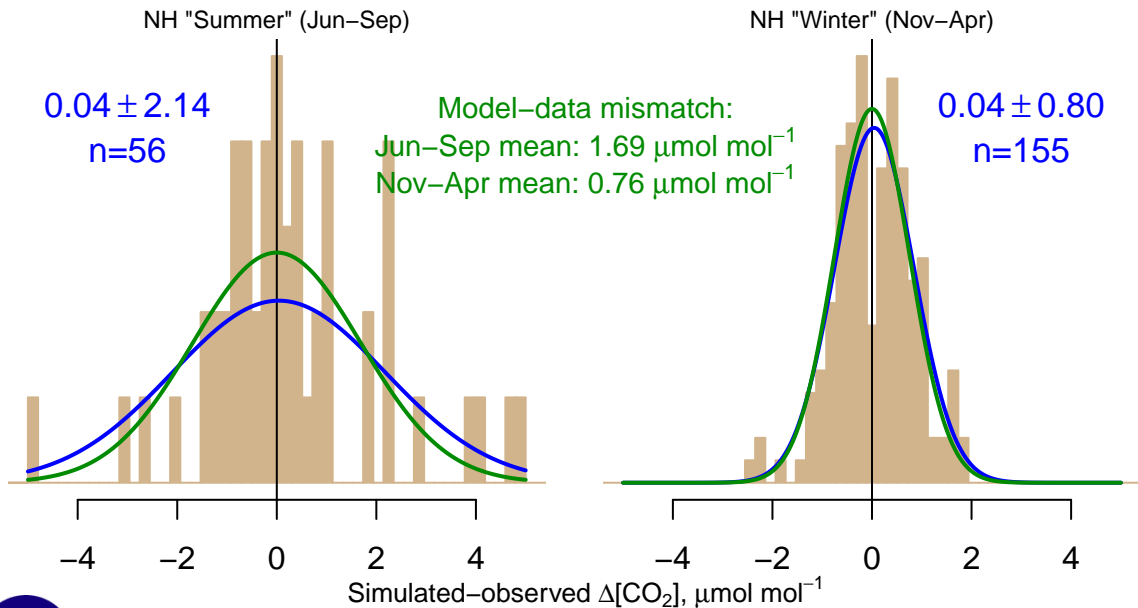 NH "Summer" (Jun−Sep)
0.04 ± 2.14
n=56
Model−data mismatch:
Jun−Sep mean: 1.69 μmol mol⁻¹
Nov−Apr mean: 0.76 μmol mol⁻¹
NH "Winter" (Nov−Apr)
0.04 ± 0.80
n=155
−4 −2 0 2 4
−4 −2 0 2 4
Simulated−observed Δ[CO₂], μmol mol⁻¹